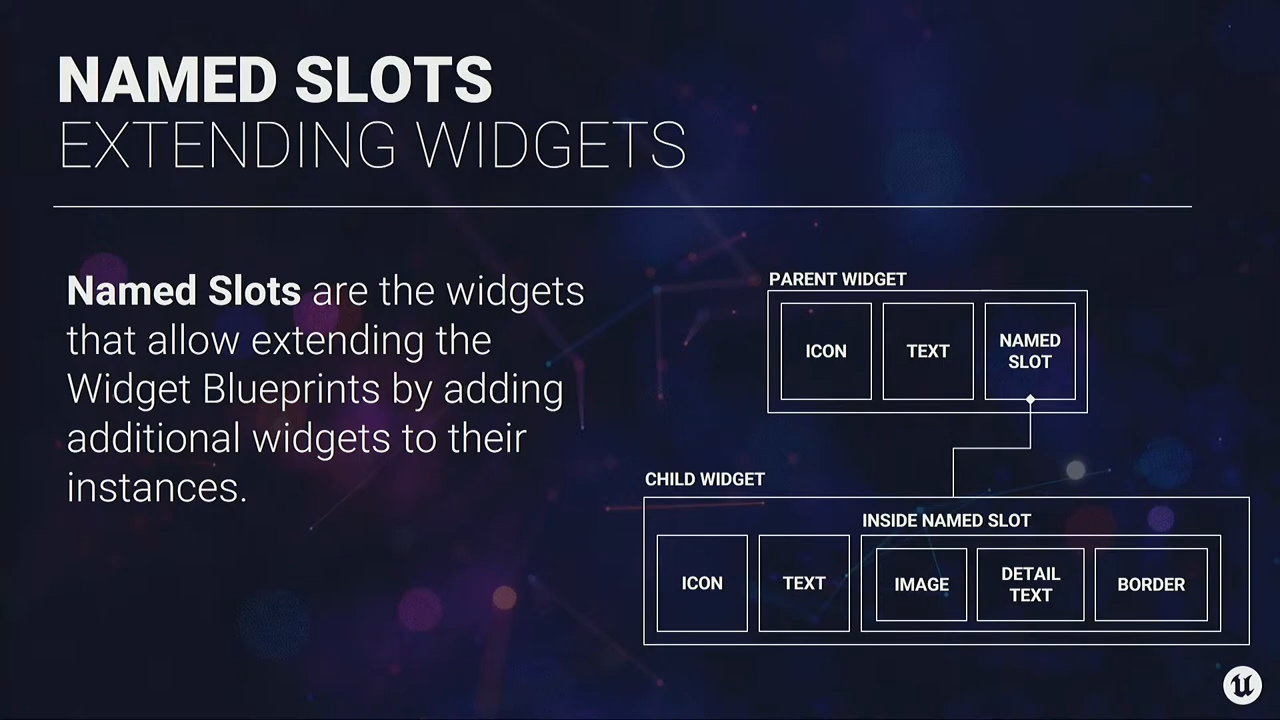 NAMED SLOTS
EXTENDING WIDGETS
Named Slots are the widgets
that allow extending the
Widget Blueprints by adding
additional widgets to their
instances.
PARENT WIDGET
ICON
TEXT
NAMED
SLOT
CHILD WIDGET
INSIDE NAMED SLOT
ICON
TEXT
IMAGE
DETAIL
TEXT
BORDER